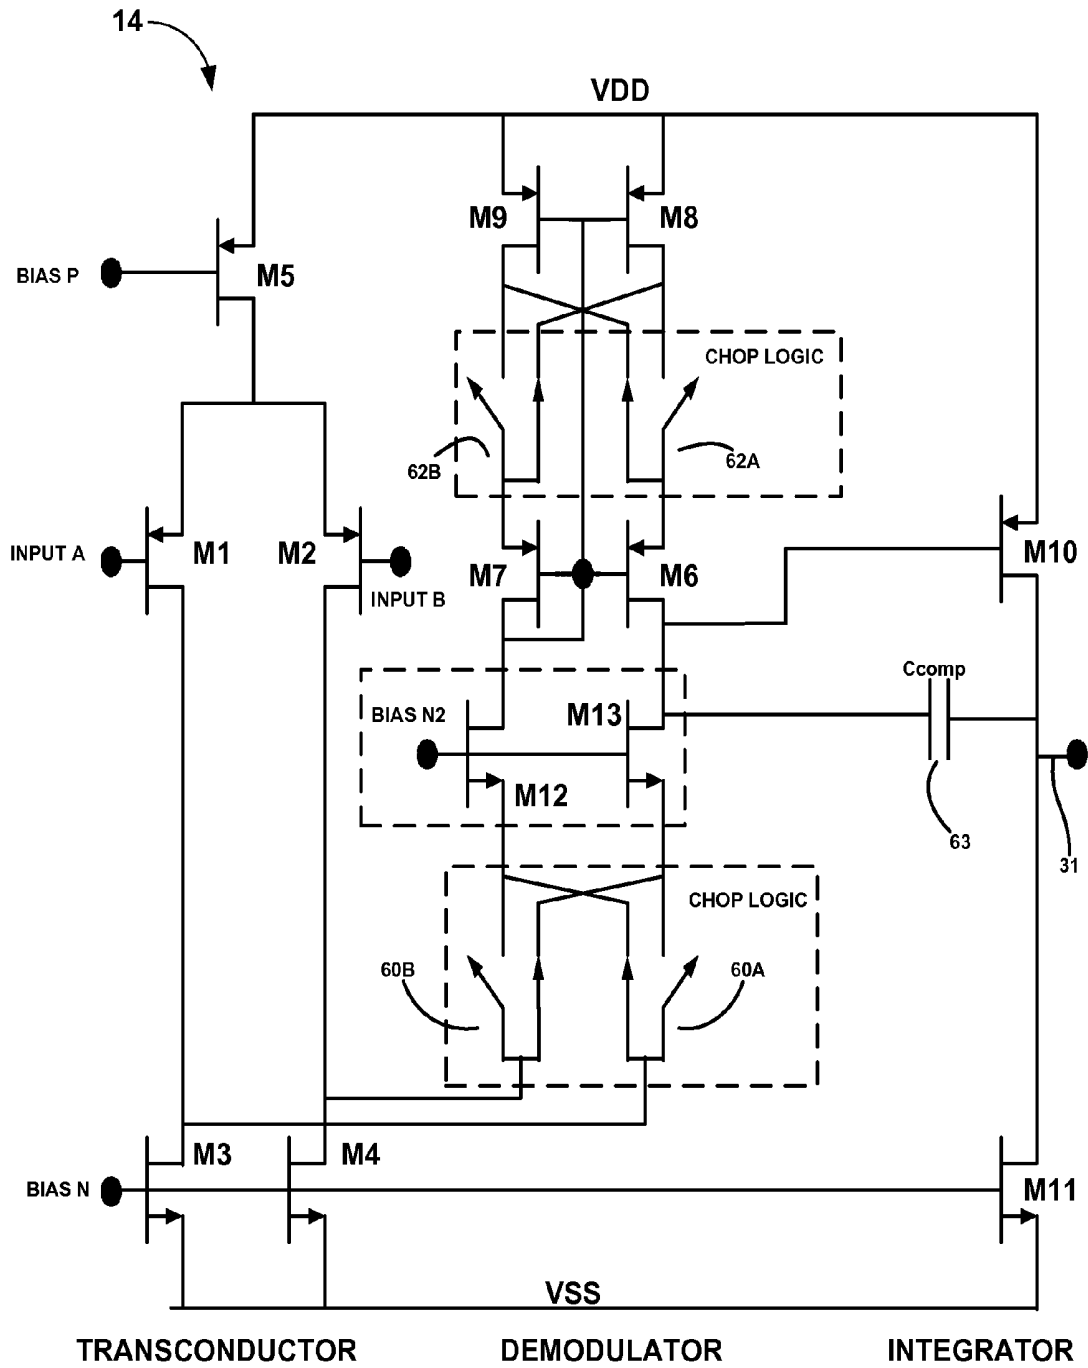 14
VDD
M9
M8
BIAS P
M5
CHOP LOGIC
62B
62A
INPUT A
M1
M2
INPUT B
M7
M6
M10
Ccomp
BIAS N2
M13
M12
63
31
CHOP LOGIC
60B
60A
M3
M4
BIAS N
M11
VSS
TRANSCONDUCTOR
DEMODULATOR
INTEGRATOR